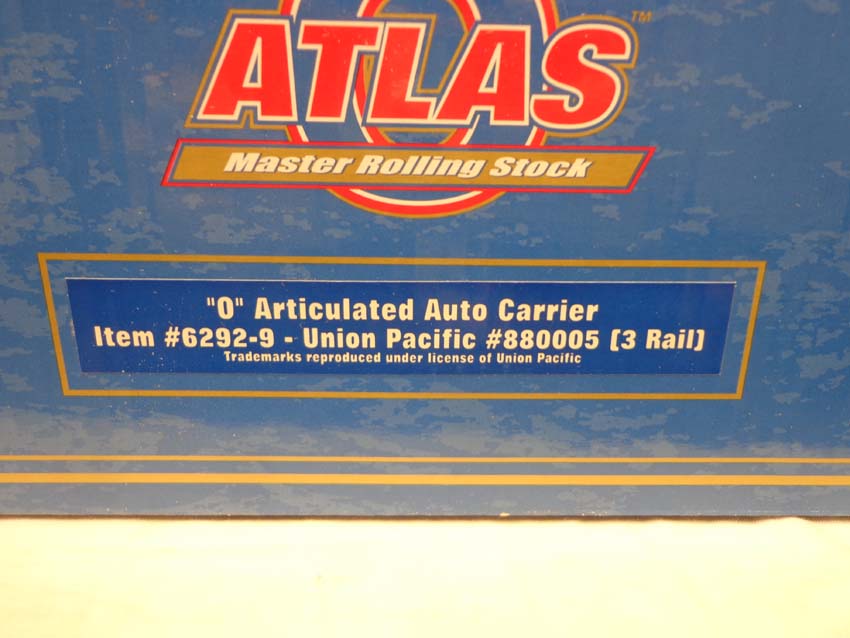 ATLAS™
Master Rolling Stock
"O" Articulated Auto Carrier
Item #6292-9 - Union Pacific #880005 (3 Rail)
Trademarks reproduced under license of Union Pacific